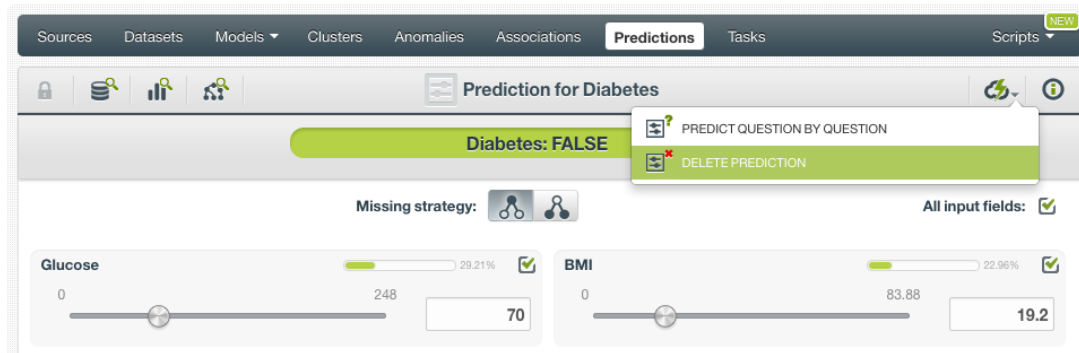 NEW
Sources Datasets Models Clusters Anomalies Associations Predictions Tasks Scripts
Prediction for Diabetes
PREDICT QUESTION BY QUESTION
Diabetes: FALSE
DELETE PREDICTION
Missing strategy: All input fields:
Glucose 29.21% BMI 22.96%
0 248 0 83.88
70 19.2